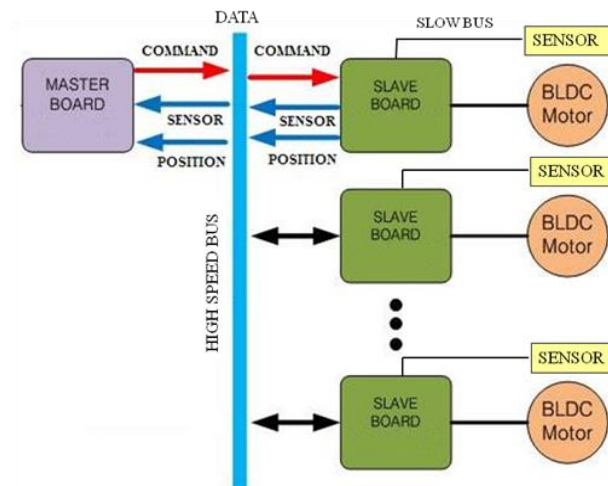 DATA
SLOW BUS
SENSOR
COMMAND
COMMAND
MASTER
BOARD
SLAVE
BOARD
BLDC
Motor
SENSOR
SENSOR
POSITION
POSITION
SENSOR
SLAVE
BOARD
BLDC
Motor
HIGH SPEED BUS
SENSOR
SLAVE
BOARD
BLDC
Motor